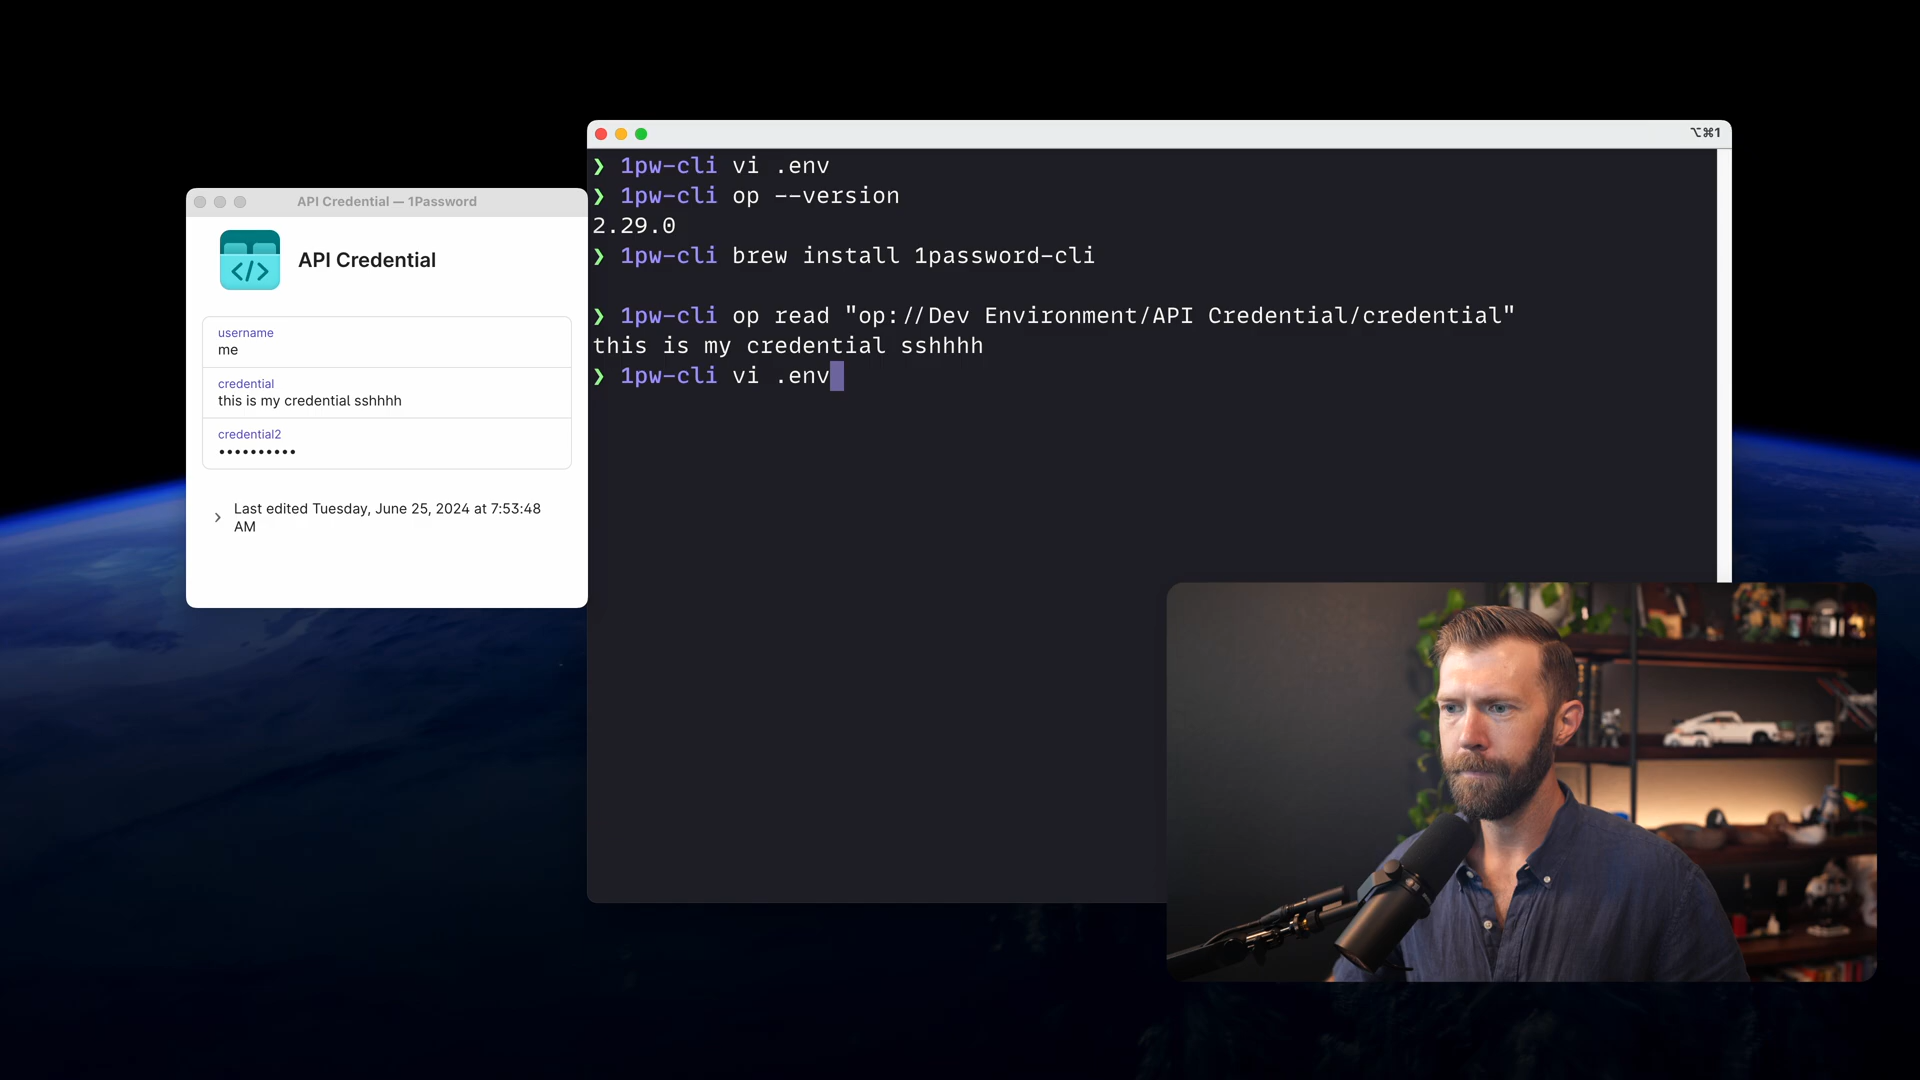 API Credential — 1Password
</>
API Credential
username
me
credential
this is my credential sshhhh
credential2
••••••••••
Last edited Tuesday, June 25, 2024 at 7:53:48
AM
⌥⌘1
❯ 1pw-cli vi .env
❯ 1pw-cli op --version
2.29.0
❯ 1pw-cli brew install 1password-cli
❯ 1pw-cli op read "op://Dev Environment/API Credential/credential"
this is my credential sshhhh
❯ 1pw-cli vi .env